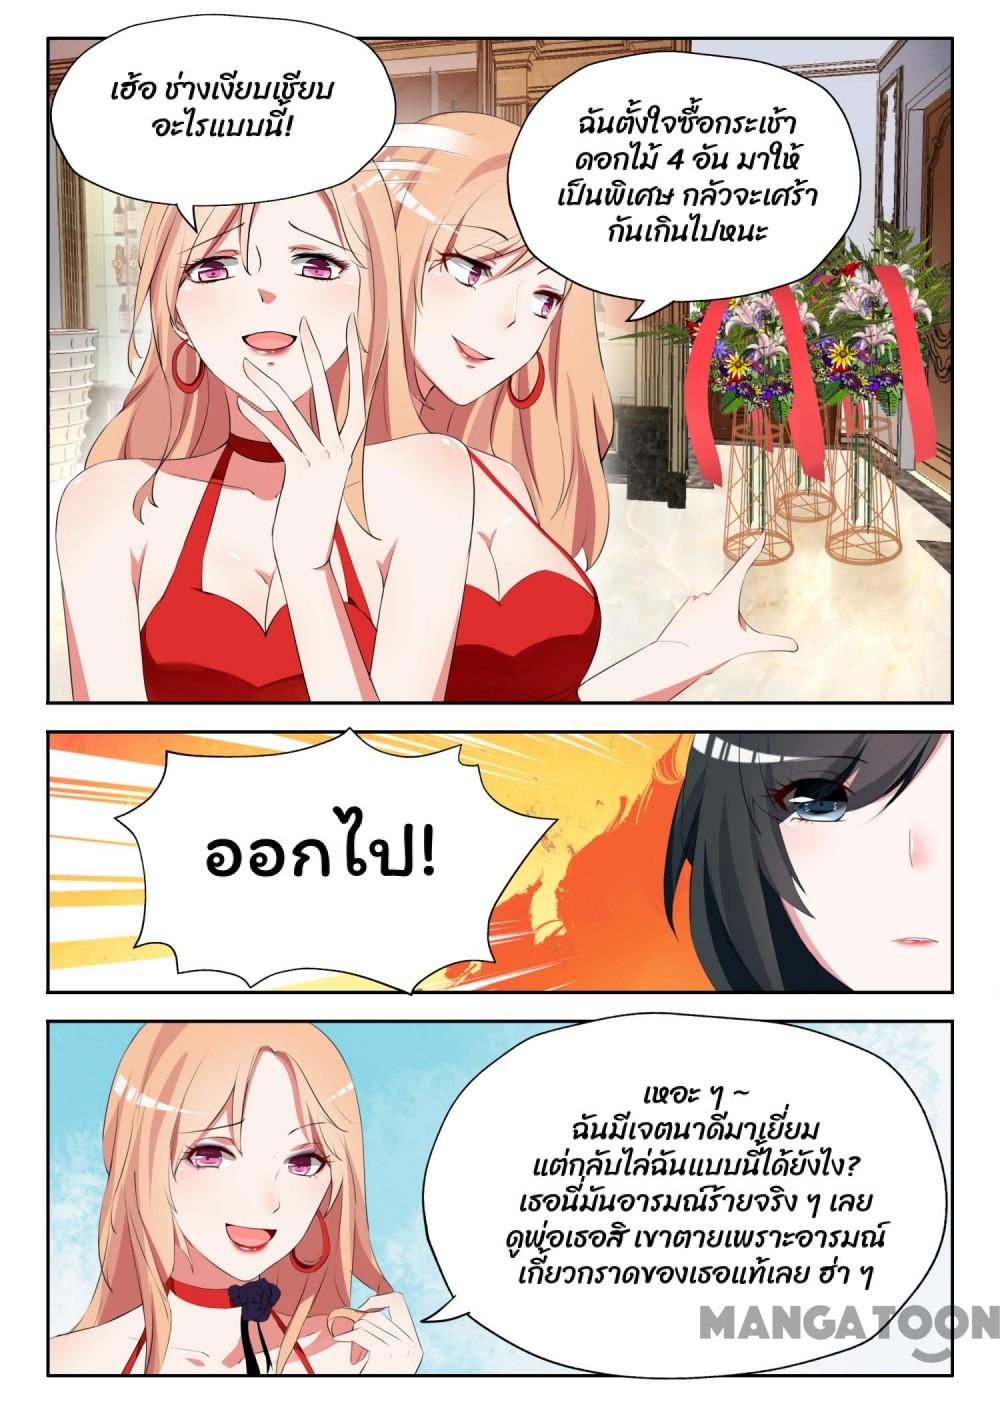 เฮ้อ ช่างเงียบเชียบ
อะไรแบบนี้!
ฉันตั้งใจซื้อกระเช้า
ดอกไม้ 4 อัน มาให้
เป็นพิเศษ กลัวจะเศร้า
กันเกินไปหนะ
ออกไป!
เหอะ ๆ ~
ฉันมีเจตนาดีมาเยี่ยม
แต่กลับไล่ฉันแบบนี้ได้ยังไง?
เธอนี่มันอารมณ์ร้ายจริง ๆ เลย
ดูพ่อเธอสิ เขาตายเพราะอารมณ์
เกี้ยวกราดของเธอแท้เลย ฮ่า ๆ
MANGATOON